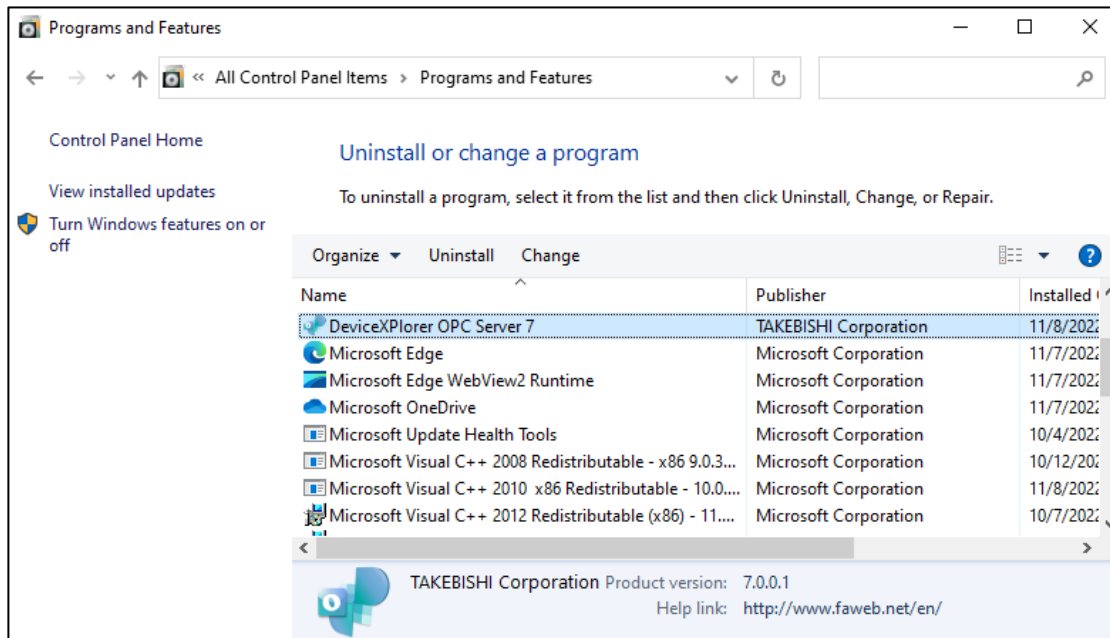 Programs and Features
« All Control Panel Items > Programs and Features
Control Panel Home
View installed updates
Turn Windows features on or
off
Uninstall or change a program
To uninstall a program, select it from the list and then click Uninstall, Change, or Repair.
Organize Uninstall Change
Name Publisher Installed
DeviceXPlorer OPC Server 7 TAKEBISHI Corporation 11/8/2022
Microsoft Edge Microsoft Corporation 11/7/2022
Microsoft Edge WebView2 Runtime Microsoft Corporation 11/7/2022
Microsoft OneDrive Microsoft Corporation 11/7/2022
Microsoft Update Health Tools Microsoft Corporation 10/4/2022
Microsoft Visual C++ 2008 Redistributable - x86 9.0.3... Microsoft Corporation 10/12/202
Microsoft Visual C++ 2010 x86 Redistributable - 10.0.... Microsoft Corporation 11/8/2022
Microsoft Visual C++ 2012 Redistributable (x86) - 11.... Microsoft Corporation 10/7/2022
TAKEBISHI Corporation Product version: 7.0.0.1
Help link: http://www.faweb.net/en/